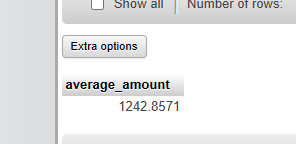 Show all Number of rows:
Extra options
average_amount
1242.8571